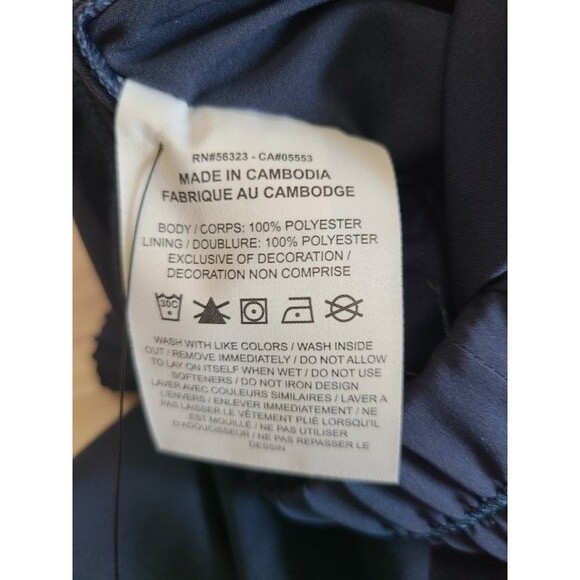 RN#56323 - CA#05553
MADE IN CAMBODIA
FABRIQUE AU CAMBODGE
BODY / CORPS: 100% POLYESTER
LINING / DOUBLURE: 100% POLYESTER
EXCLUSIVE OF DECORATION /
DECORATION NON COMPRISE
30C
WASH WITH LIKE COLORS / WASH INSIDE
OUT / REMOVE IMMEDIATELY / DO NOT ALLOW
TO LAY ON ITSELF WHEN WET / DO NOT USE
SOFTENERS / DO NOT IRON DESIGN
LAVER AVEC COULEURS SIMILAIRES / LAVER A
L'ENVERS / ENLEVER IMMEDIATEMENT / NE
PAS LAISSER LE VÊTEMENT PLIÉ LORSQU'IL
EST MOUILLÉ / NE PAS UTILISER
D'ADOUCISSEUR / NE PAS REPASSER LE
DESSIN